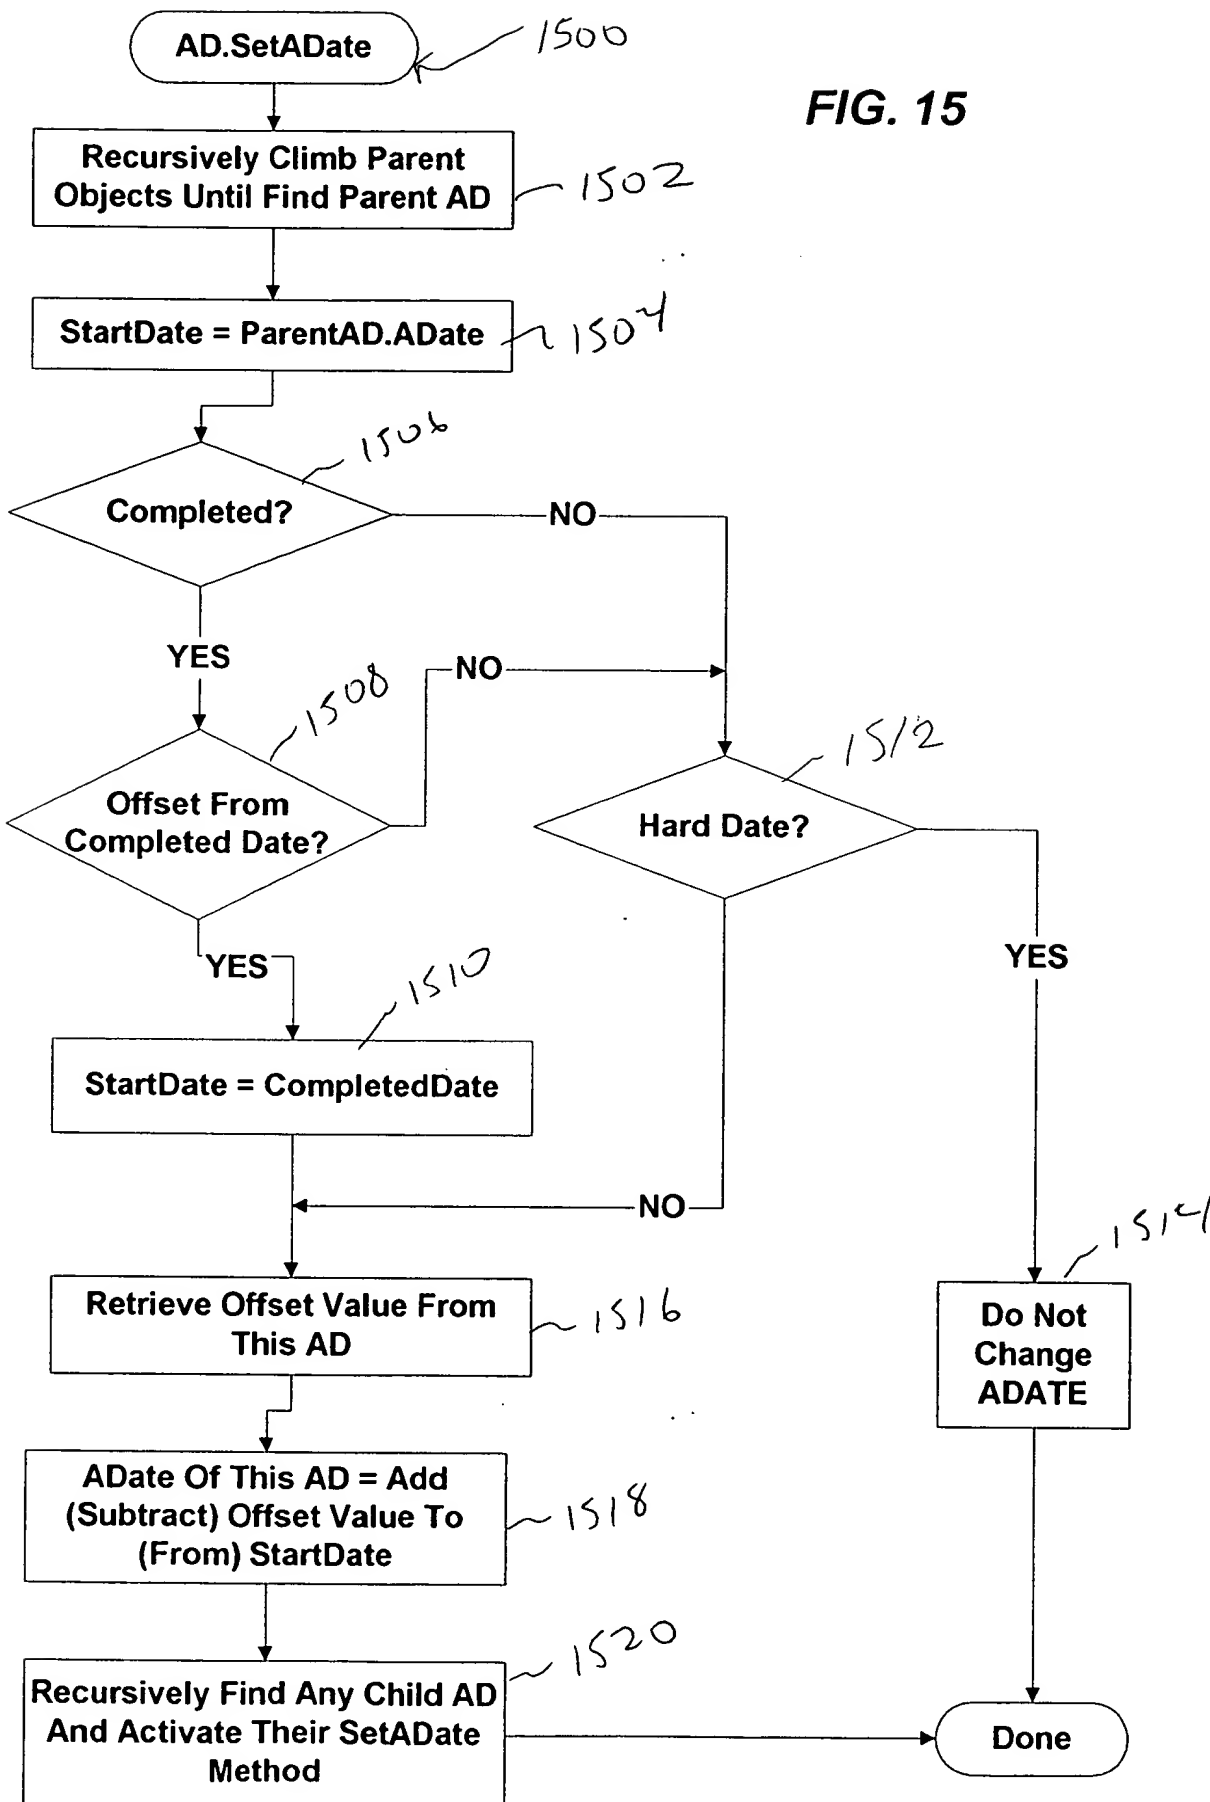 AD.SetADate
1500
FIG. 15
Recursively Climb Parent
Objects Until Find Parent AD
1502
StartDate = ParentAD.ADate
1504
1506
Completed?
NO
YES
NO
1508
1512
Offset From
Completed Date?
Hard Date?
YES
YES
1510
StartDate = CompletedDate
NO
1514
Retrieve Offset Value From
This AD
1516
Do Not
Change
ADATE
ADate Of This AD = Add
(Subtract) Offset Value To
(From) StartDate
1518
1520
Recursively Find Any Child AD
And Activate Their SetADate
Method
Done